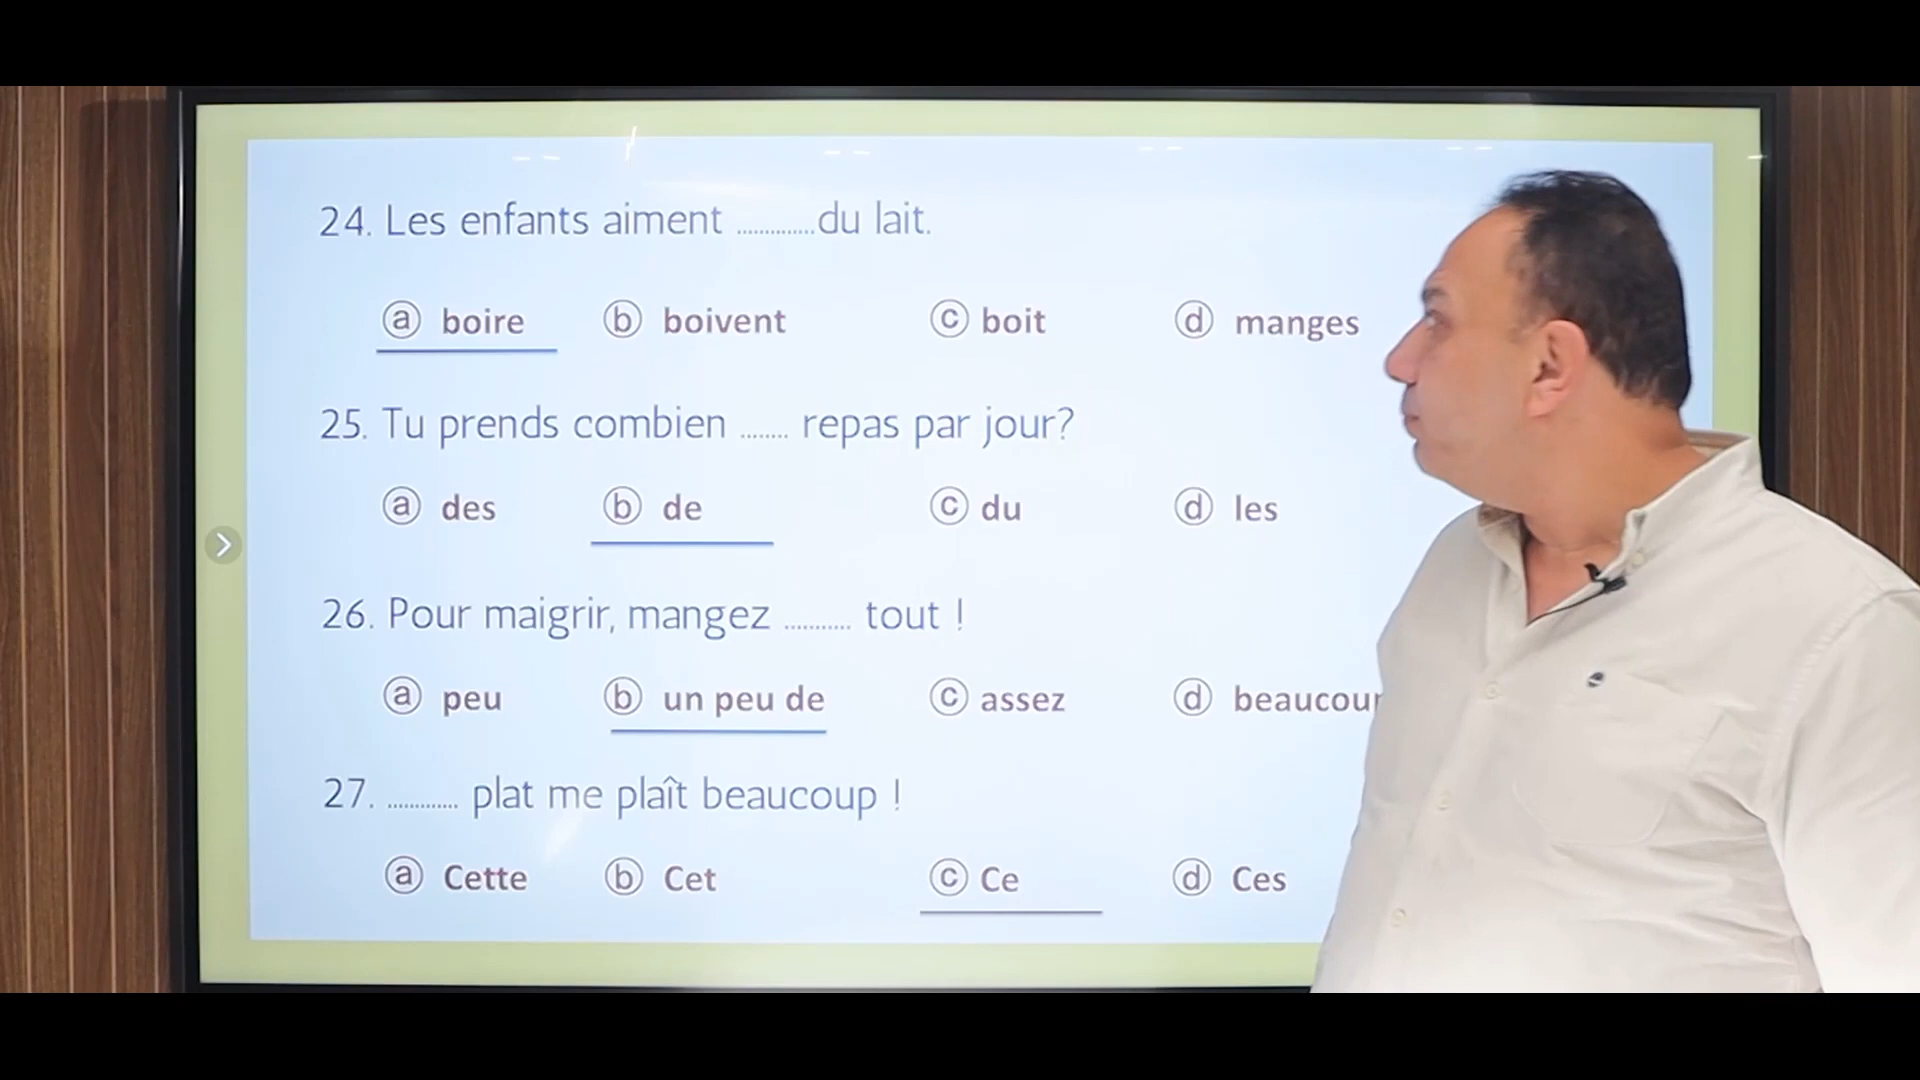 24. Les enfants aiment ..............du lait.
ⓐ boire ⓑ boivent ⓒ boit ⓓ manges
25. Tu prends combien ........ repas par jour?
ⓐ des ⓑ de ⓒ du ⓓ les
26. Pour maigrir, mangez ........... tout !
ⓐ peu ⓑ un peu de ⓒ assez ⓓ
27. ............. plat me plaît beaucoup !
ⓐ Cette ⓑ Cet ⓒ Ce ⓓ Ces